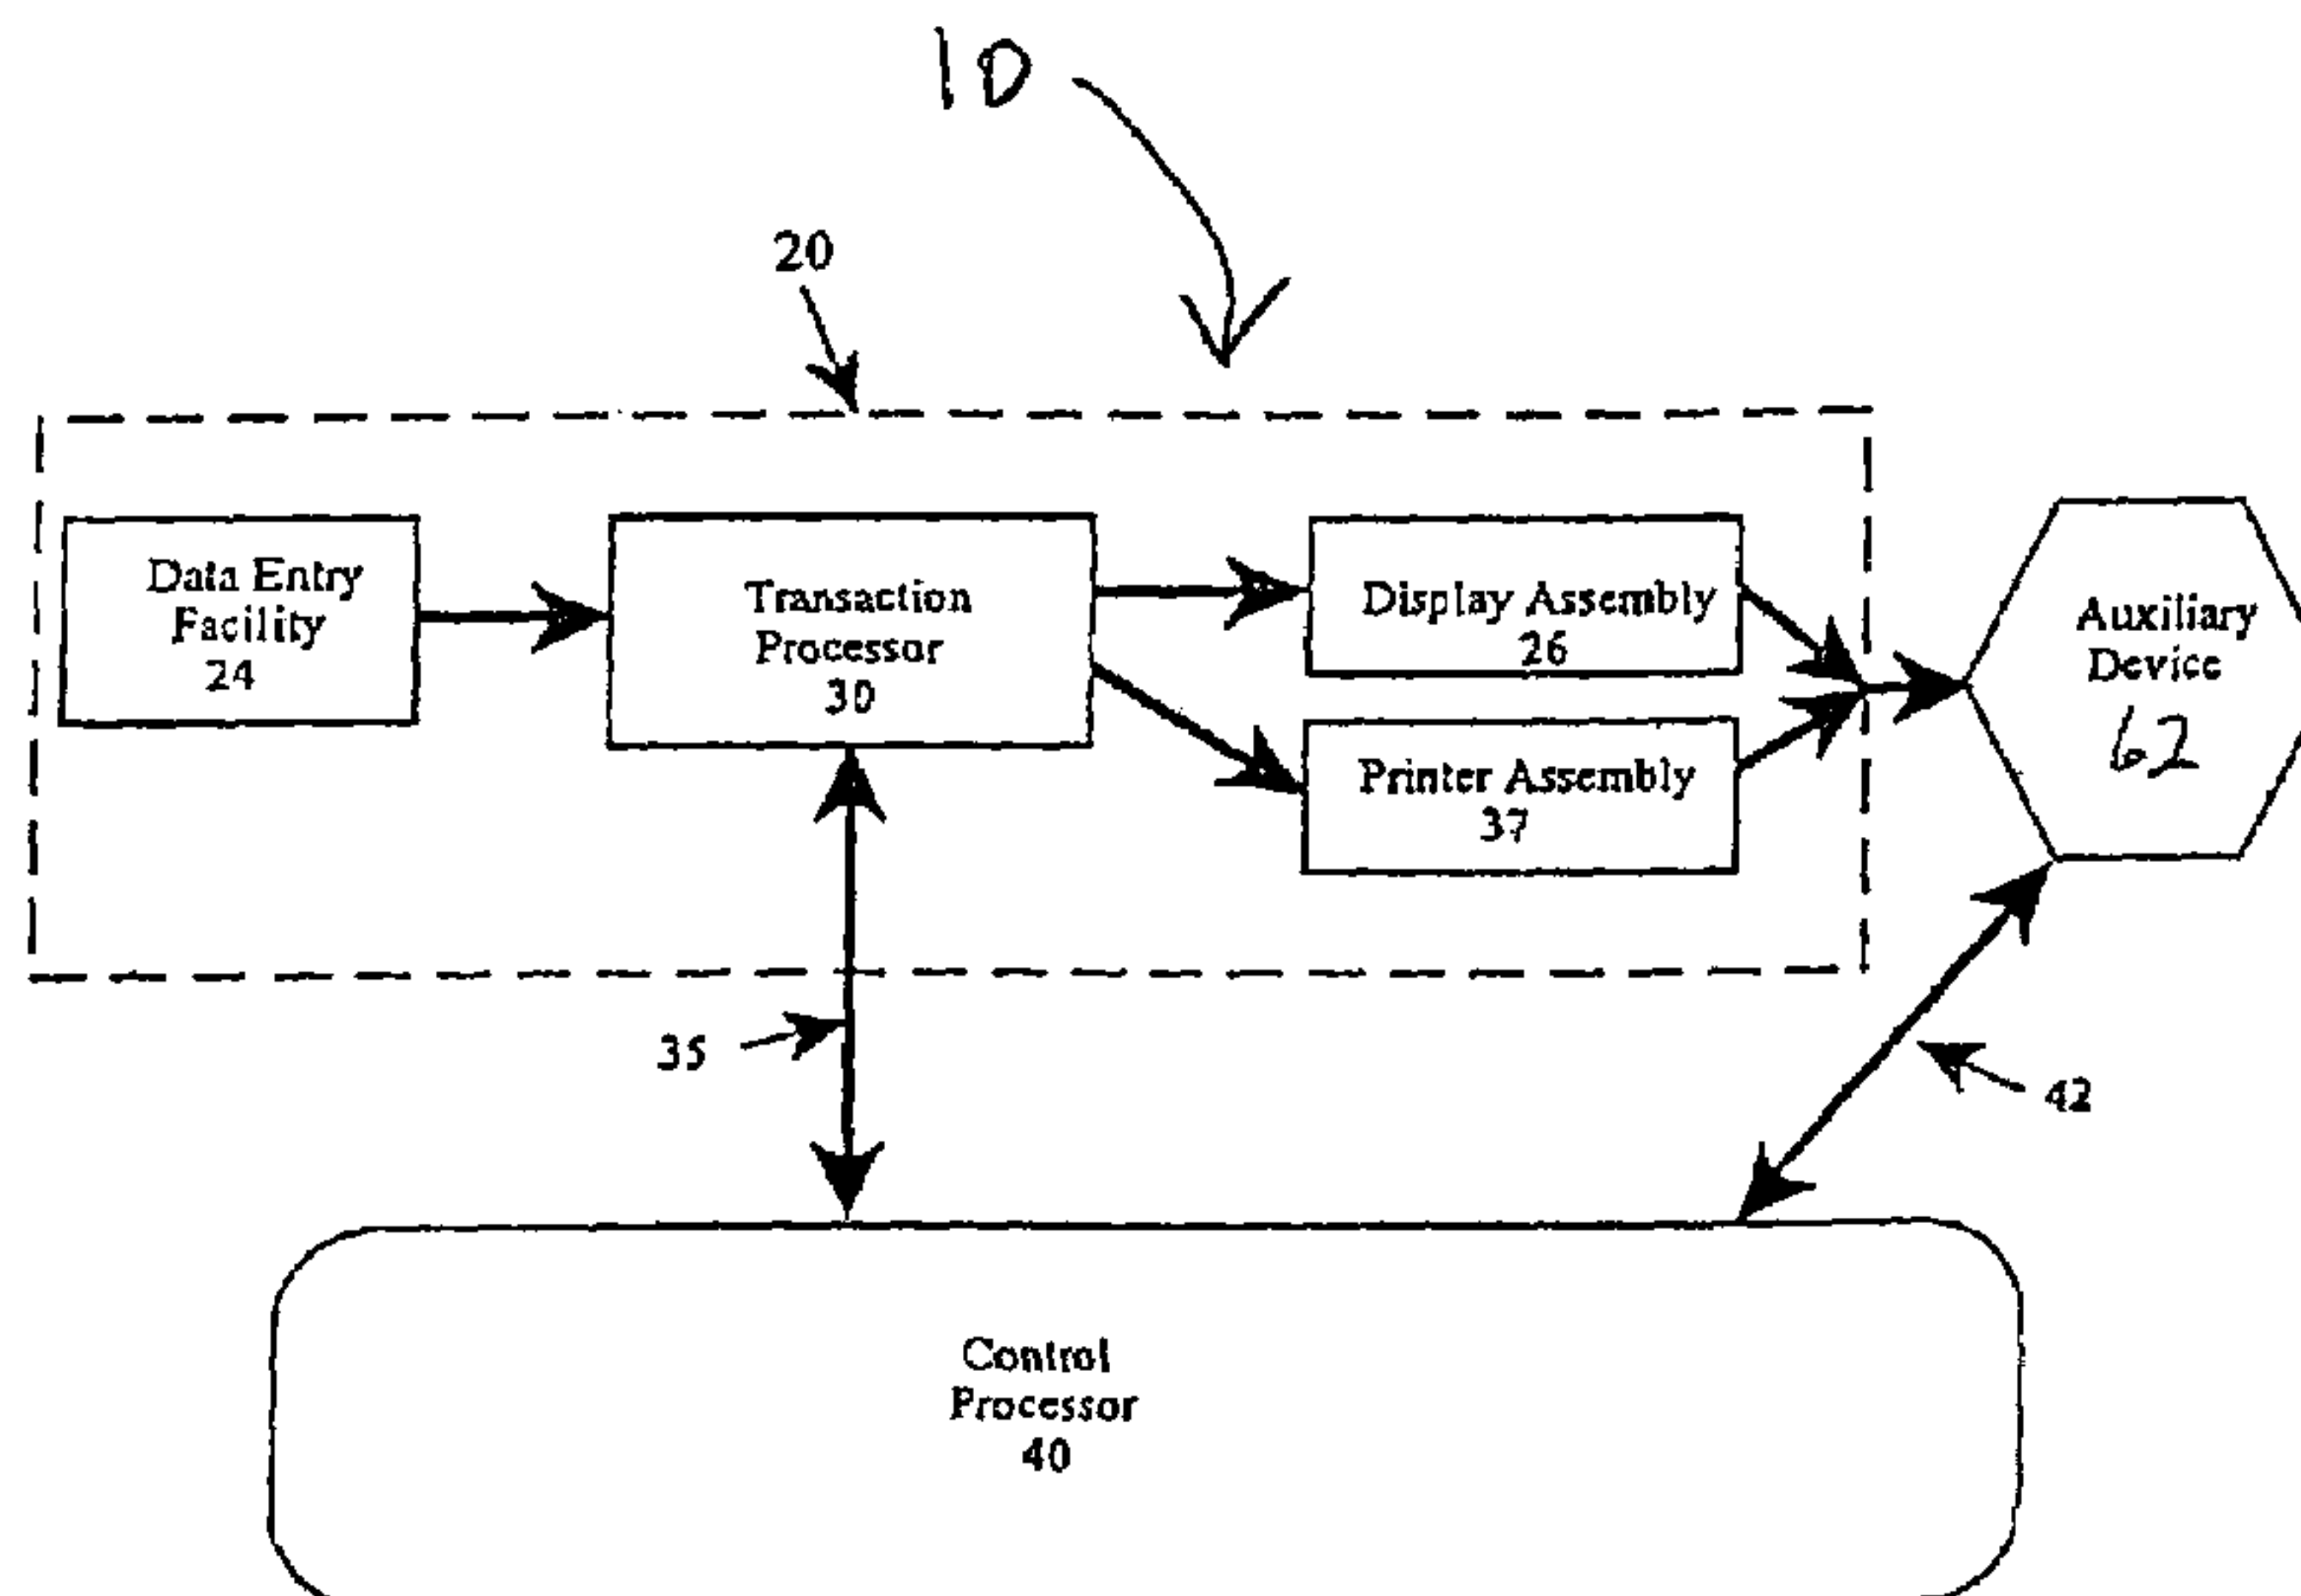 10
20
Data Entry
Facility
24
Transaction
Processor
30
Display Assembly
26
Printer Assembly
37
Auxiliary
Device
62
35
42
Control
Processor
40